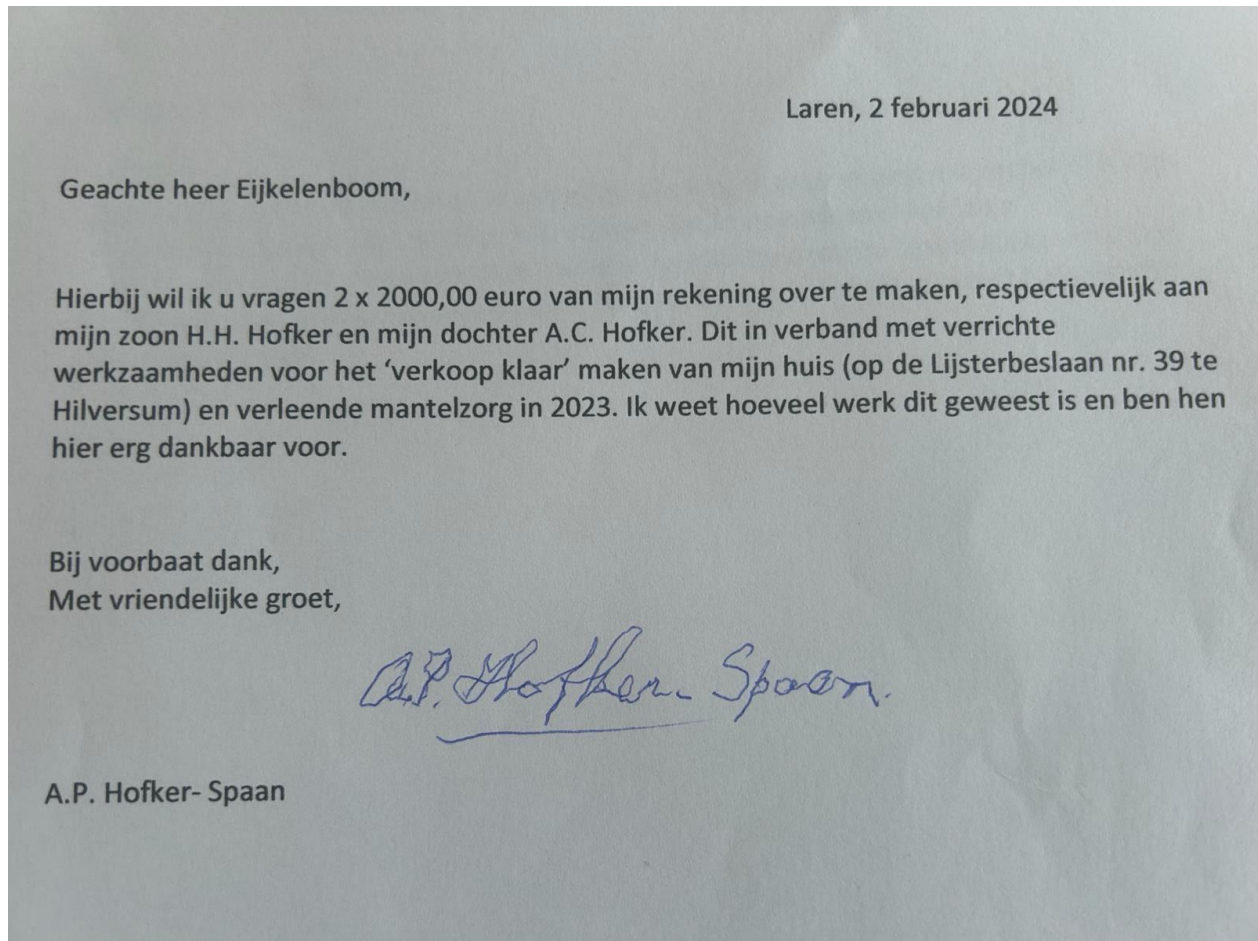 Laren, 2 februari 2024
Geachte heer Eijkelenboom,
Hierbij wil ik u vragen 2 x 2000,00 euro van mijn rekening over te maken, respectievelijk aan
mijn zoon H.H. Hofker en mijn dochter A.C. Hofker. Dit in verband met verrichte
werkzaamheden voor het ‘verkoop klaar’ maken van mijn huis (op de Lijsterbeslaan nr. 39 te
Hilversum) en verleende mantelzorg in 2023. Ik weet hoeveel werk dit geweest is en ben hen
hier erg dankbaar voor.
Bij voorbaat dank,
Met vriendelijke groet,
A.P. Hofker- Spaan.
A.P. Hofker- Spaan